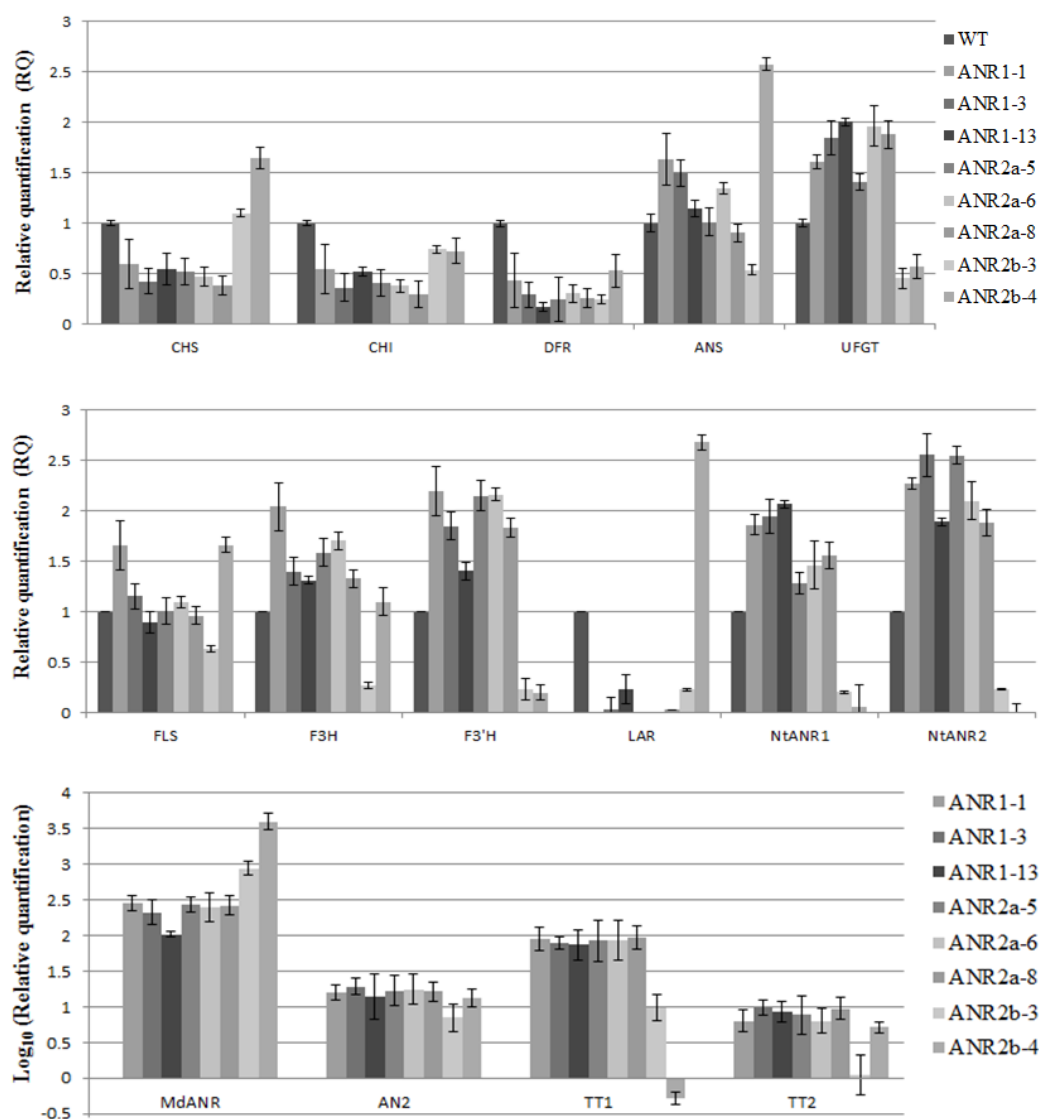 Relative quantification (RQ)
3
2.5
2
1.5
1
0.5
0
CHS CHI DFR ANS UFGT
WT
ANR1-1
ANR1-3
ANR1-13
ANR2a-5
ANR2a-6
ANR2a-8
ANR2b-3
ANR2b-4
Relative quantification (RQ)
3
2.5
2
1.5
1
0.5
0
FLS F3H F3'H LAR NtANR1 NtANR2
Log10 (Relative quantification)
4
3.5
3
2.5
2
1.5
1
0.5
0
-0.5
MdANR AN2 TT1 TT2
ANR1-1
ANR1-3
ANR1-13
ANR2a-5
ANR2a-6
ANR2a-8
ANR2b-3
ANR2b-4